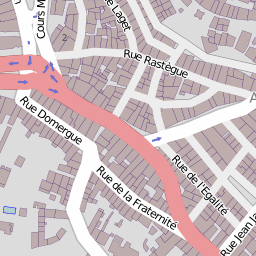 Cours M
Laget
2
Rue Rastègue
Rue Domergue
Rue de la Fraternité
Rue de l'Égalité
Rue Jean